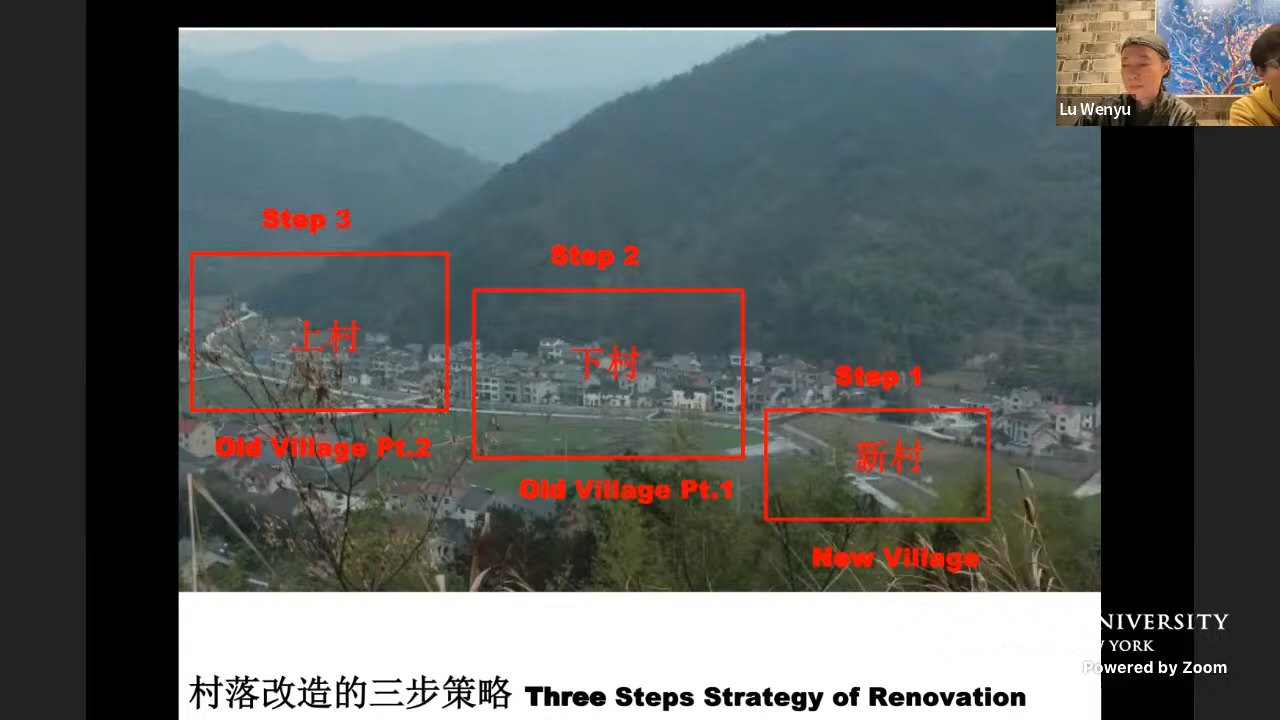 Lu Wenyu
Step 3
Step 2
上村
下村
Step 1
Old Village Pt.2
新村
Old Village Pt.1
New Village
NIVERSITY
YORK
Powered by Zoom
村落改造的三步策略 Three Steps Strategy of Renovation